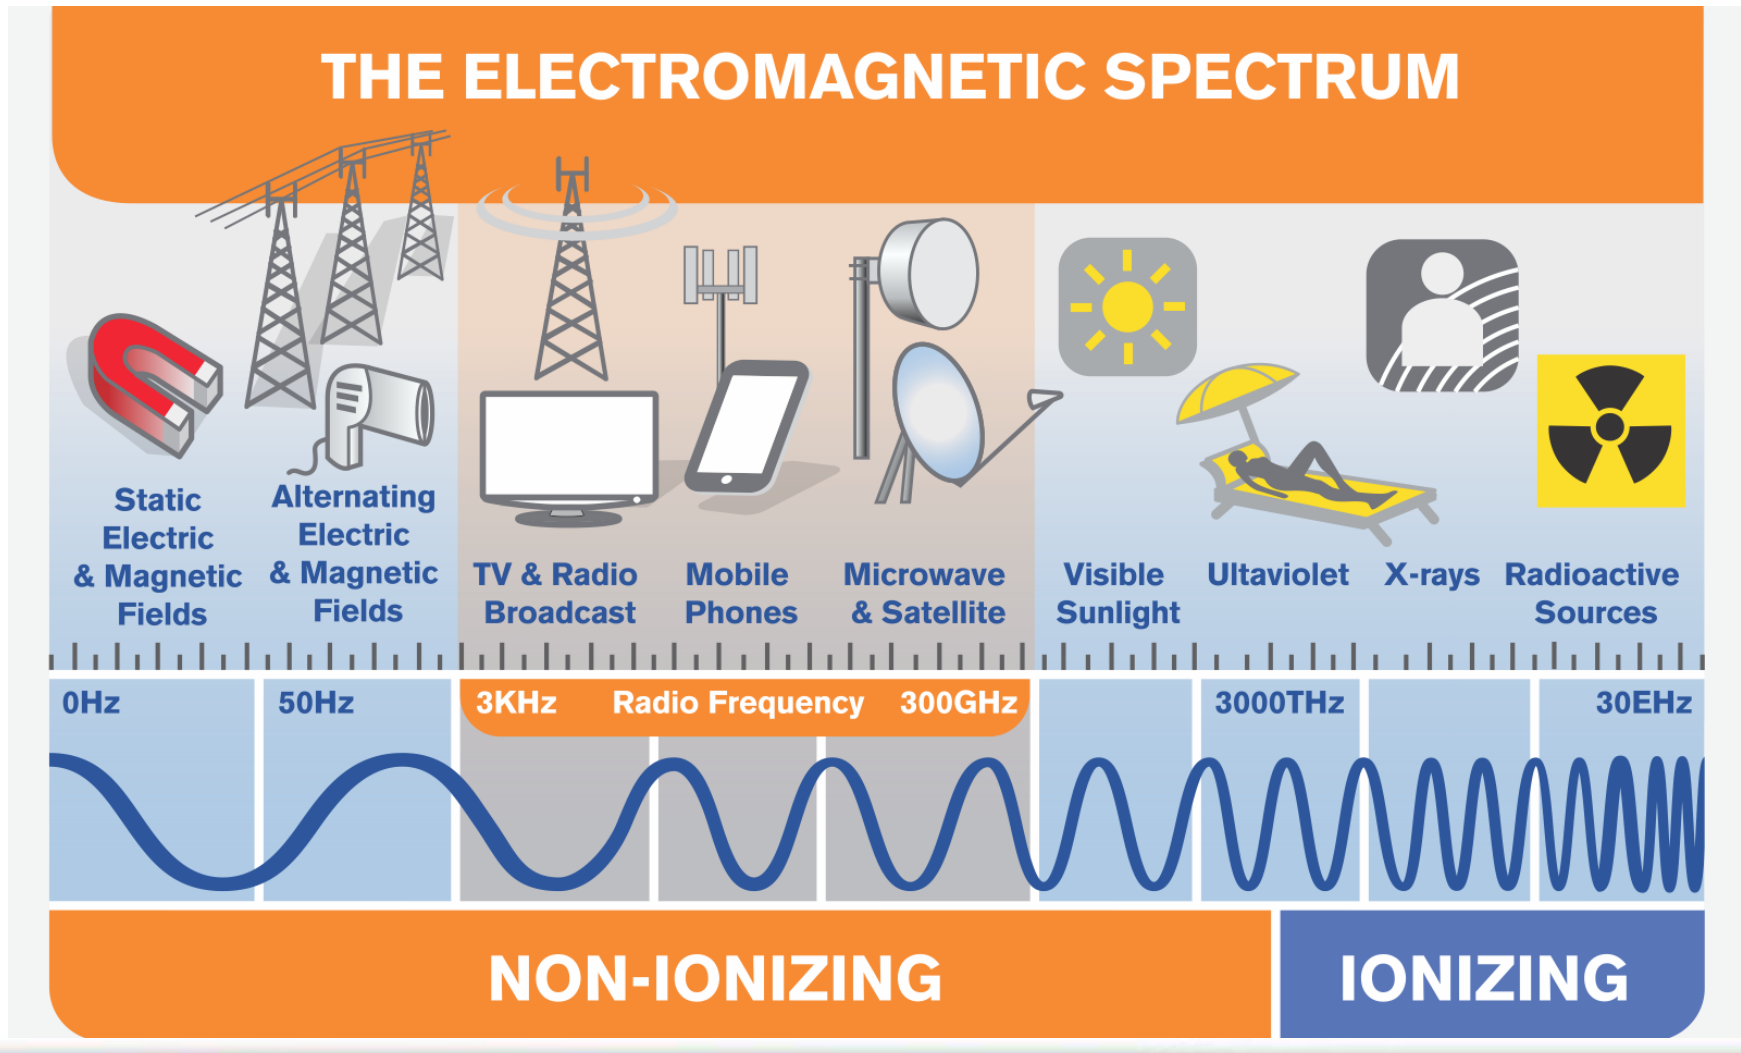 THE ELECTROMAGNETIC SPECTRUM
Static
Electric
& Magnetic
Fields
Alternating
Electric
& Magnetic
Fields
TV & Radio
Broadcast
Mobile
Phones
Microwave
& Satellite
Visible
Sunlight
Ultaviolet
X-rays
Radioactive
Sources
0Hz
50Hz
3KHz
Radio Frequency
300GHz
3000THz
30EHz
NON-IONIZING
IONIZING